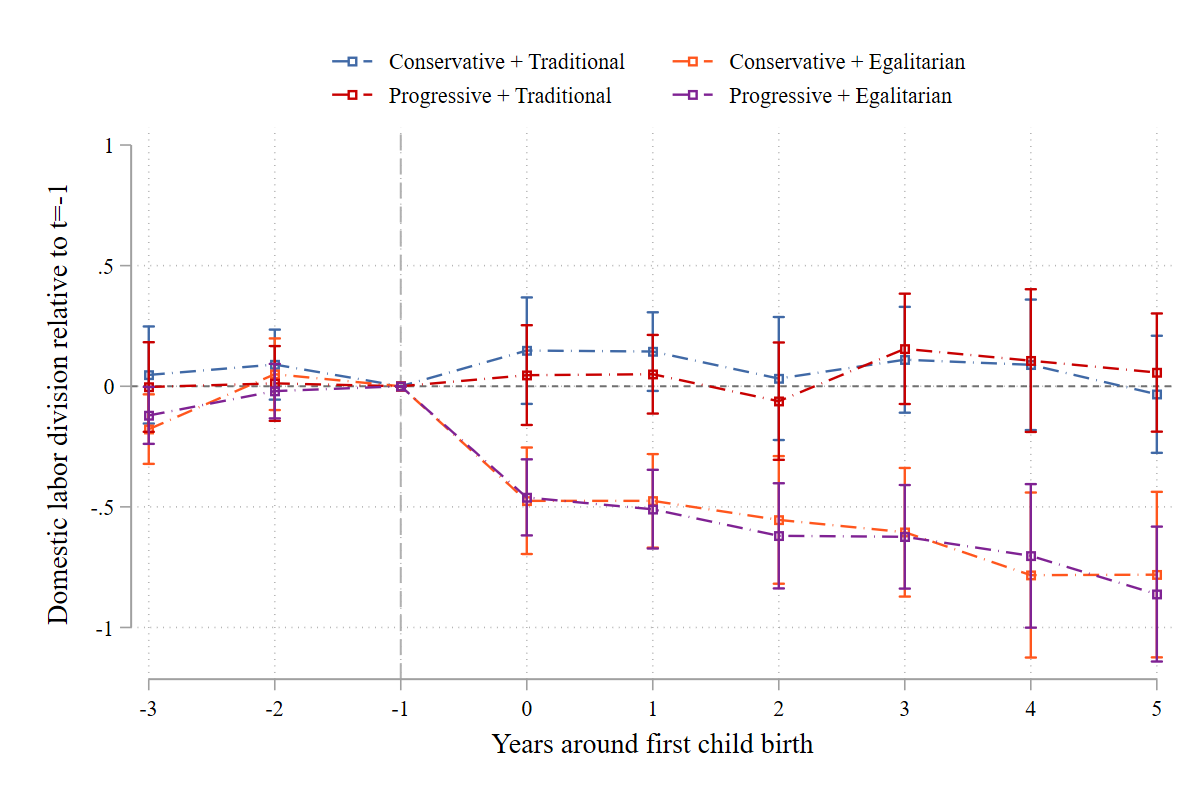 Conservative + Traditional
Conservative + Egalitarian
Progressive + Traditional
Progressive + Egalitarian
Domestic labor division relative to t=-1
1
.5
0
-.5
-1
-3 -2 -1 0 1 2 3 4 5
Years around first child birth